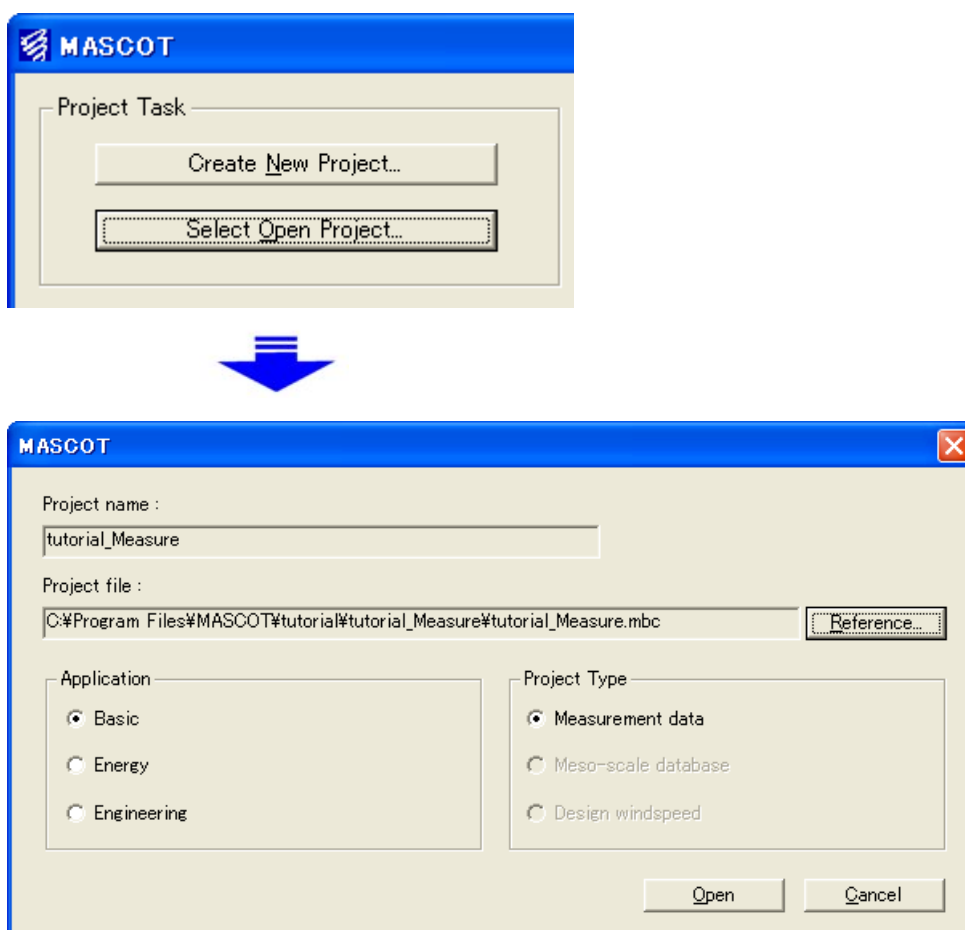 MASCOT
Project Task
Create New Project...
Select Open Project...
MASCOT
Project name :
tutorial_Measure
Project file :
C:¥Program Files¥MASCOT¥tutorial¥tutorial_Measure¥tutorial_Measure.mbc
Reference...
Application
Project Type
Basic
Measurement data
Energy
Meso-scale database
Engineering
Design windspeed
Open
Cancel